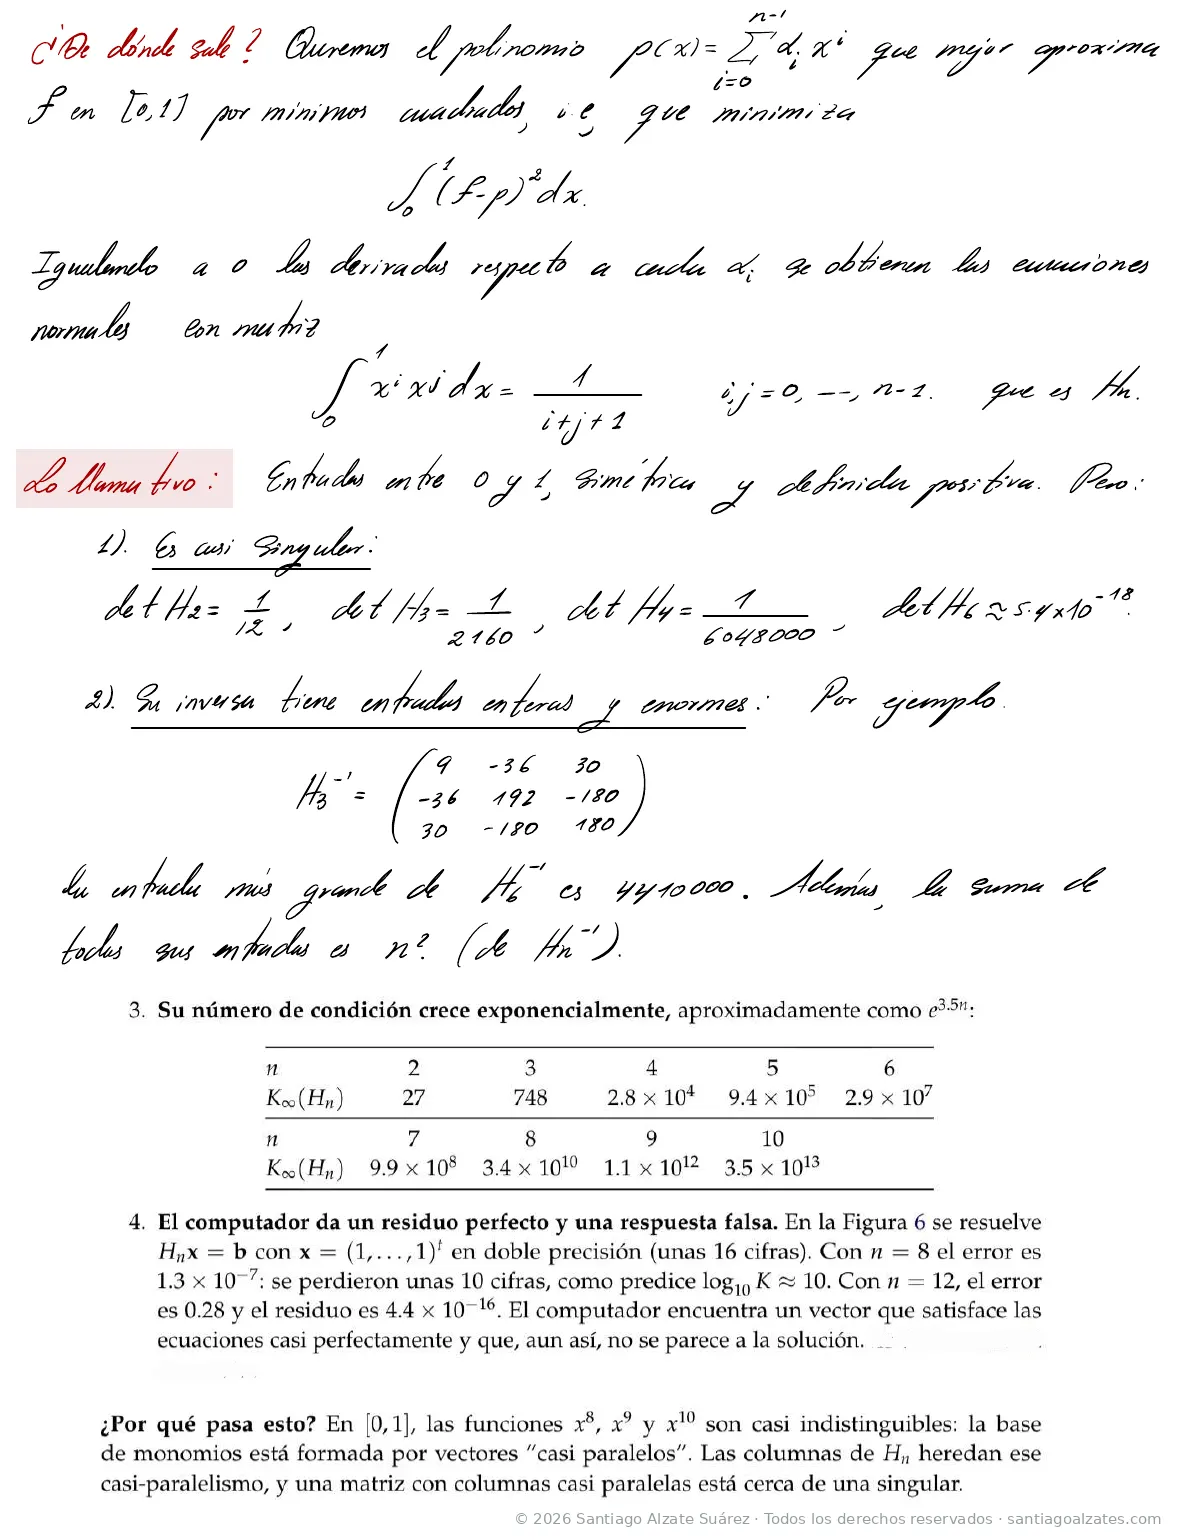 ¿De dónde sale? Queremos el polinomio p(x) = ∑_{i=0}^{n-1} α_i x^i que mejor aproxima
f en [0,1] por mínimos cuadrados, i.e, que minimiza
∫_0^1 (f-p)^2 dx.
Igualando a 0 las derivadas respecto a cada α_i se obtienen las ecuaciones
normales con matriz
∫_0^1 x^i x^j dx = 1/(i+j+1)   i,j = 0, ---, n-1. que es Hn.
Lo llamativo: Entradas entre 0 y 1, simétrica y definida positiva. Pero:
1). Es casi singular:
det H_2 = 1/12, det H_3 = 1/2160, det H_4 = 1/6048000, det H_6 ≈ 5.4x10^{-18}.
2). Su inversa tiene entradas enteras y enormes: Por ejemplo.
H_3^{-1} = ( 9 -36 30
-36 192 -180
30 -180 180 )
la entrada más grande de H_6^{-1} es 4410000. Además, la suma de
todas sus entradas es n^2. (de Hn^{-1}).
3. Su número de condición crece exponencialmente, aproximadamente como e^{3.5n}:
n 2 3 4 5 6
K∞(H_n) 27 748 2.8 × 10^4 9.4 × 10^5 2.9 × 10^7
n 7 8 9 10
K∞(H_n) 9.9 × 10^8 3.4 × 10^{10} 1.1 × 10^{12} 3.5 × 10^{13}
4. El computador da un residuo perfecto y una respuesta falsa. En la Figura 6 se resuelve
H_n x = b con x = (1, . . . , 1)^t en doble precisión (unas 16 cifras). Con n = 8 el error es
1.3 × 10^{-7}: se perdieron unas 10 cifras, como predice log_{10} K ≈ 10. Con n = 12, el error
es 0.28 y el residuo es 4.4 × 10^{-16}. El computador encuentra un vector que satisface las
ecuaciones casi perfectamente y que, aun así, no se parece a la solución.
¿Por qué pasa esto? En [0, 1], las funciones x^8, x^9 y x^{10} son casi indistinguibles: la base
de monomios está formada por vectores "casi paralelos". Las columnas de H_n heredan ese
casi-paralelismo, y una matriz con columnas casi paralelas está cerca de una singular.
© 2026 Santiago Alzate Suárez · Todos los derechos reservados · santiagoalzates.com